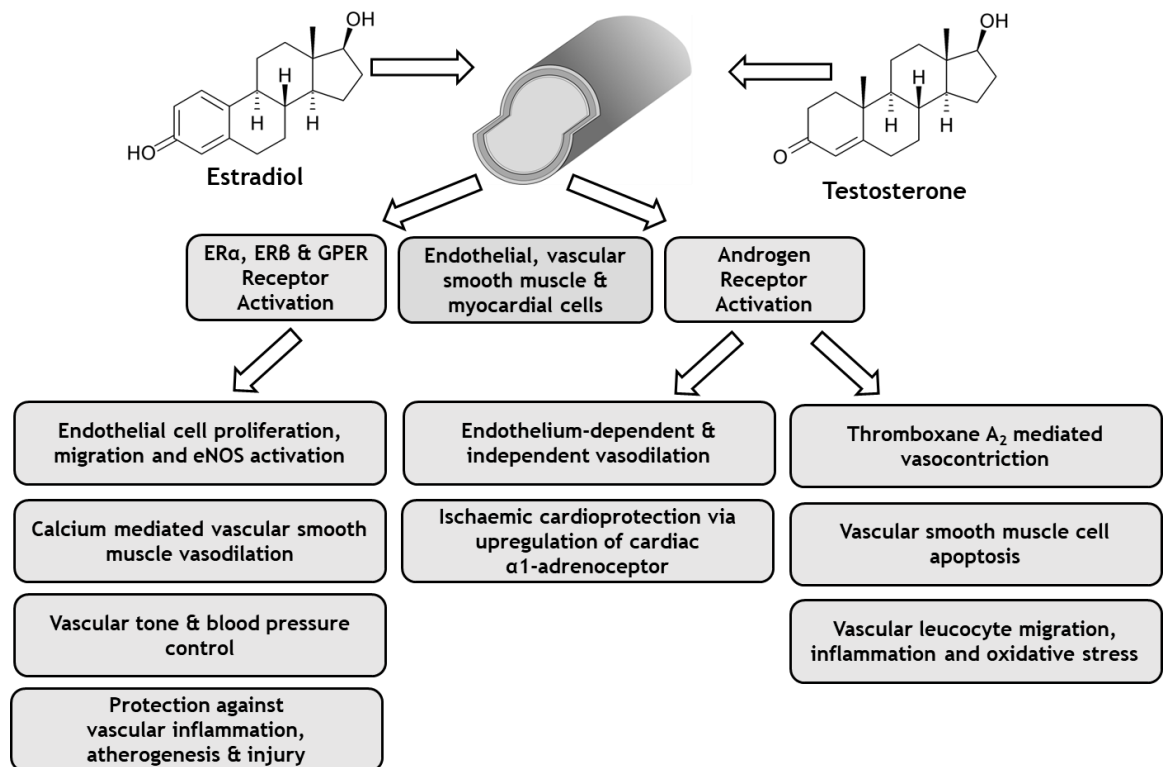 OH
H
H
H
HO
Estradiol
OH
H
H
H
O
Testosterone
ERα, ERβ & GPER
Receptor
Activation
Endothelial, vascular
smooth muscle &
myocardial cells
Androgen
Receptor
Activation
Endothelial cell proliferation,
migration and eNOS activation
Calcium mediated vascular smooth
muscle vasodilation
Vascular tone & blood pressure
control
Protection against
vascular inflammation,
atherogenesis & injury
Endothelium-dependent &
independent vasodilation
Ischaemic cardioprotection via
upregulation of cardiac
α1-adrenoceptor
Thromboxane A₂ mediated
vasocontriction
Vascular smooth muscle cell
apoptosis
Vascular leucocyte migration,
inflammation and oxidative stress